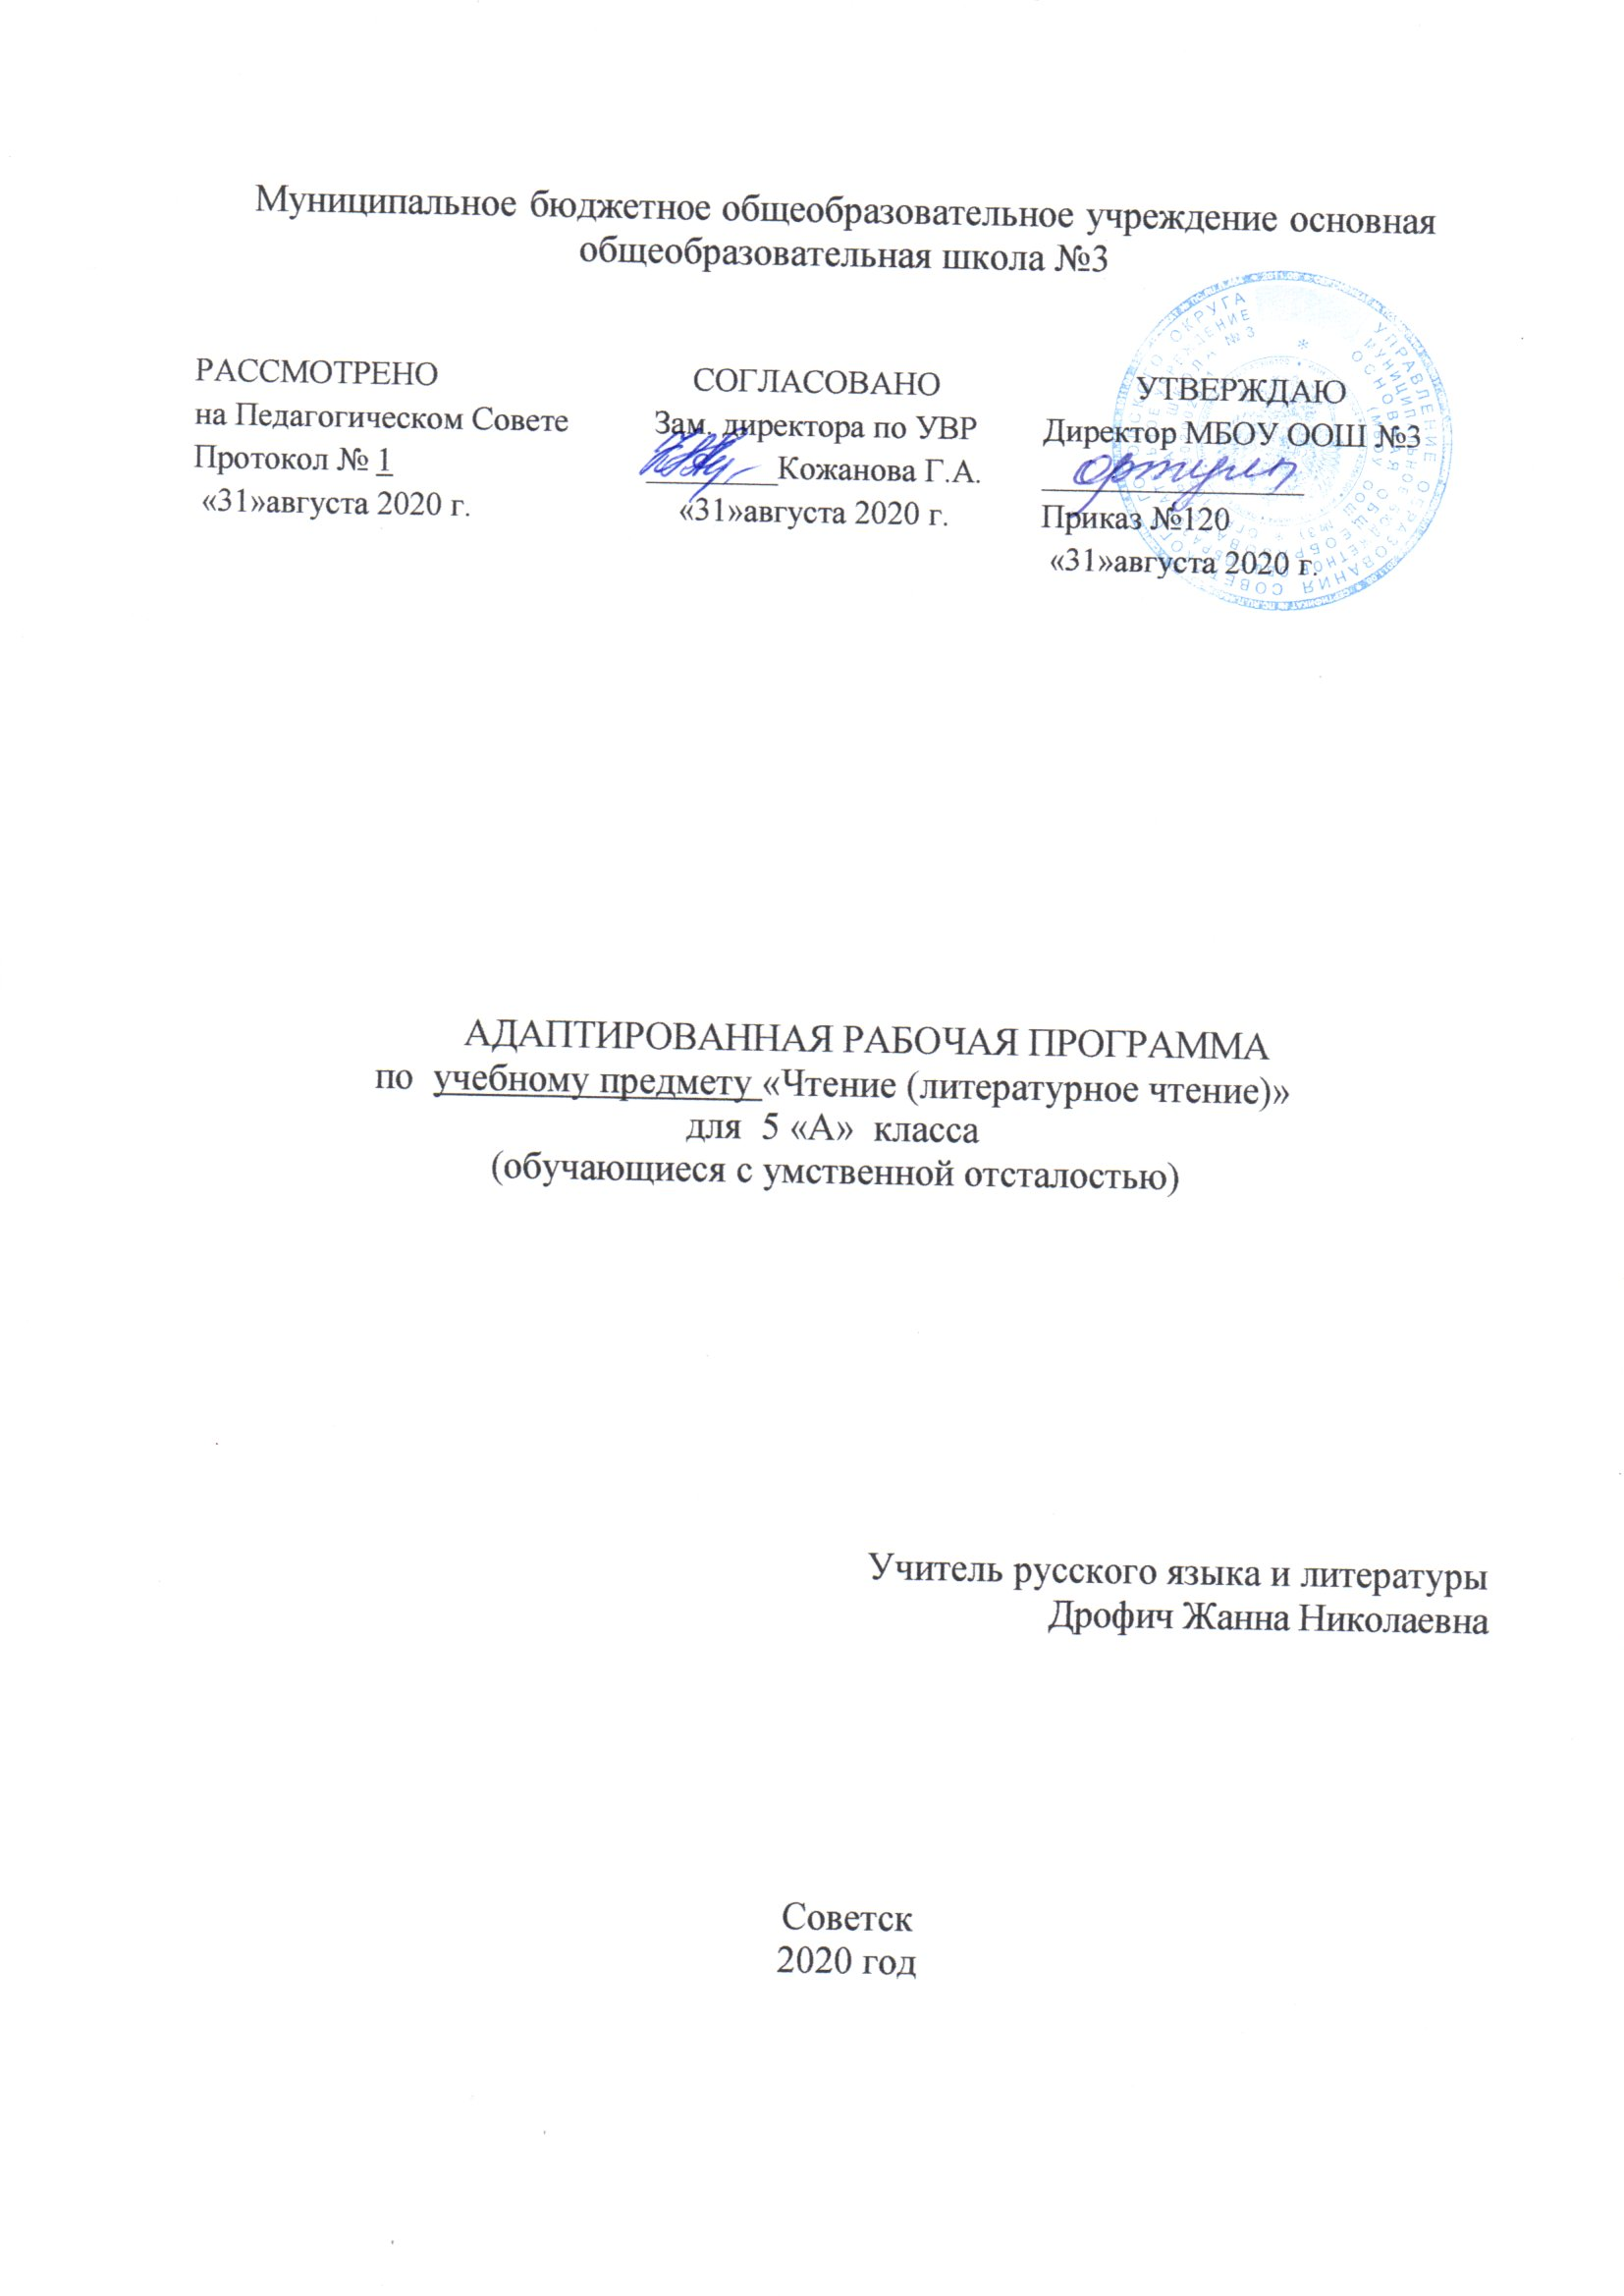 Муниципальное бюджетное общеобразовательное учреждение основная
общеобразовательная школа №3
РАССМОТРЕНО
на Педагогическом Совете
Протокол № 1
«31»августа 2020 г.
СОГЛАСОВАНО
Зам. директора по УВР
________Кожанова Г.А.
«31»августа 2020 г.
УТВЕРЖДАЮ
Директор МБОУ ООШ №3
________________
Приказ №120
«31»августа 2020 г.
АДАПТИРОВАННАЯ РАБОЧАЯ ПРОГРАММА
по учебному предмету «Чтение (литературное чтение)»
для 5 «А» класса
(обучающиеся с умственной отсталостью)
Учитель русского языка и литературы
Дрофич Жанна Николаевна
Советск
2020 год